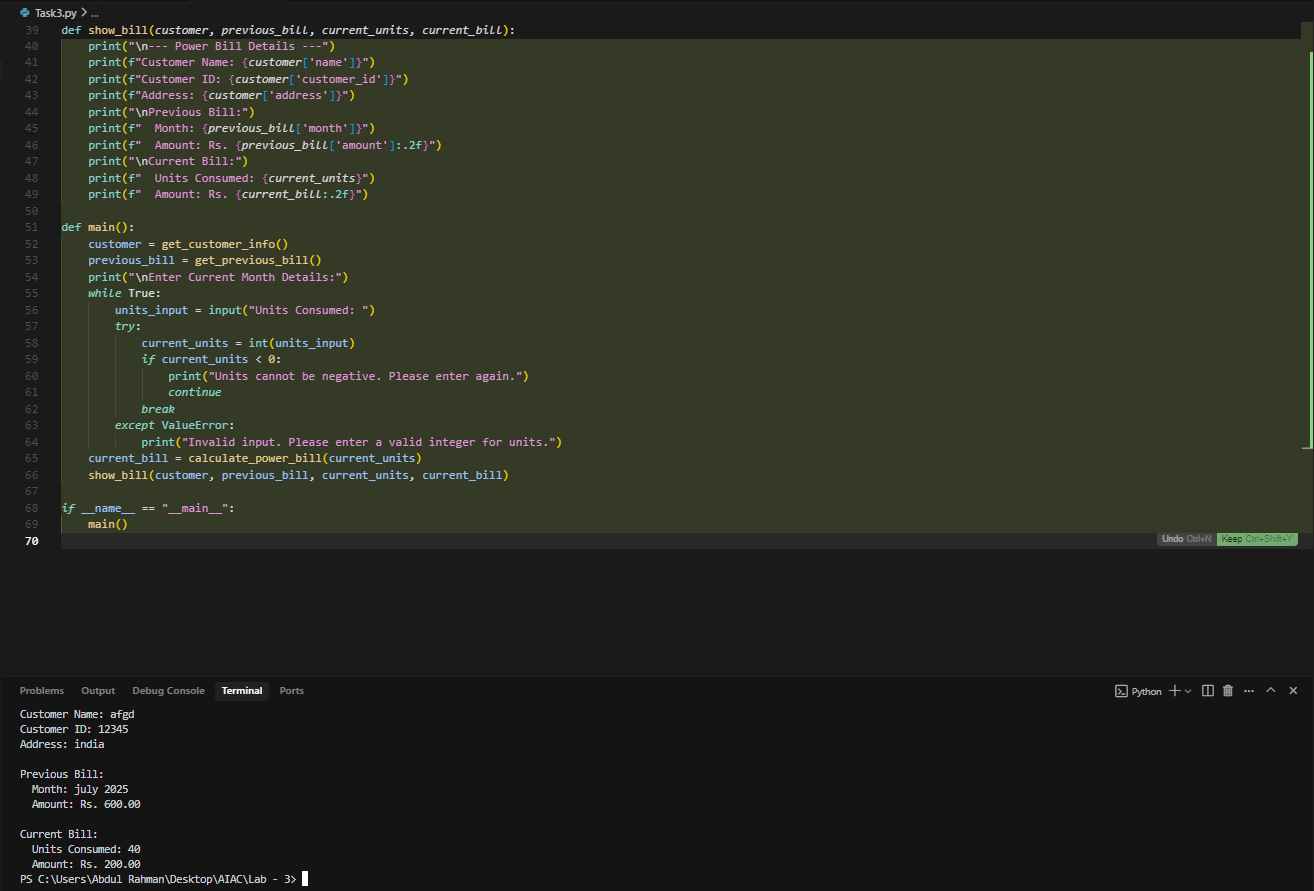 Task3.py > ...
39 def show_bill(customer, previous_bill, current_units, current_bill):
40     print("\n--- Power Bill Details ---")
41     print(f"Customer Name: {customer['name']}")
42     print(f"Customer ID: {customer['customer_id']}")
43     print(f"Address: {customer['address']}")
44     print("\nPrevious Bill:")
45     print(f"  Month: {previous_bill['month']}")
46     print(f"  Amount: Rs. {previous_bill['amount']:.2f}")
47     print("\nCurrent Bill:")
48     print(f"  Units Consumed: {current_units}")
49     print(f"  Amount: Rs. {current_bill:.2f}")
50
51 def main():
52     customer = get_customer_info()
53     previous_bill = get_previous_bill()
54     print("\nEnter Current Month Details:")
55     while True:
56         units_input = input("Units Consumed: ")
57         try:
58             current_units = int(units_input)
59             if current_units < 0:
60                 print("Units cannot be negative. Please enter again.")
61                 continue
62             break
63         except ValueError:
64             print("Invalid input. Please enter a valid integer for units.")
65     current_bill = calculate_power_bill(current_units)
66     show_bill(customer, previous_bill, current_units, current_bill)
67
68 if __name__ == "__main__":
69     main()
70
Undo Ctrl+N Keep Ctrl+Shift+Y
Problems Output Debug Console Terminal Ports Python
Customer Name: afgd
Customer ID: 12345
Address: india
Previous Bill:
  Month: july 2025
  Amount: Rs. 600.00
Current Bill:
  Units Consumed: 40
  Amount: Rs. 200.00
PS C:\Users\Abdul Rahman\Desktop\AIAC\Lab - 3>